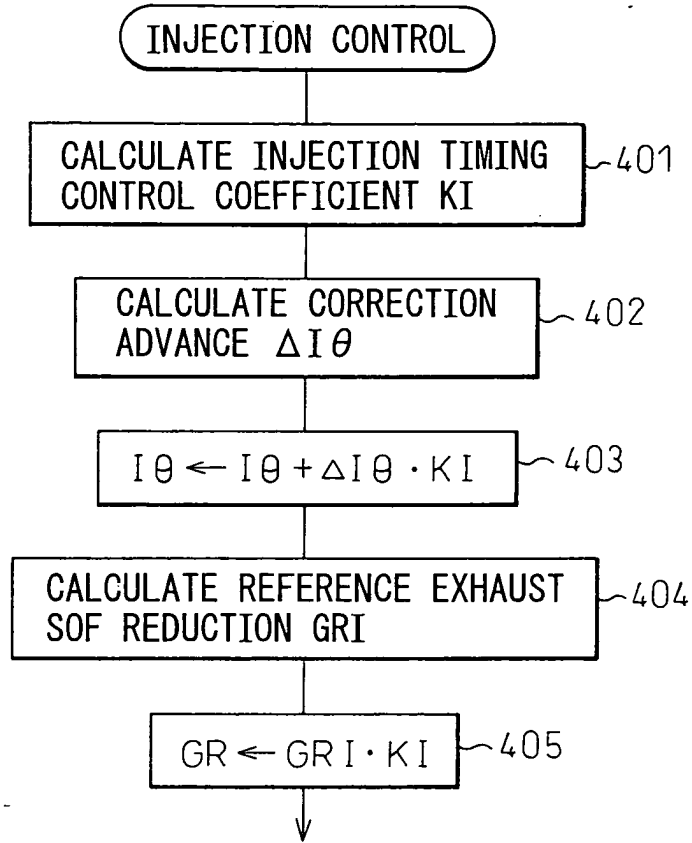 INJECTION CONTROL
CALCULATE INJECTION TIMING
CONTROL COEFFICIENT KI
401
CALCULATE CORRECTION
ADVANCE ΔIθ
402
Iθ ← Iθ + ΔIθ · KI
403
CALCULATE REFERENCE EXHAUST
SOF REDUCTION GRI
404
GR ← GRI · KI
405